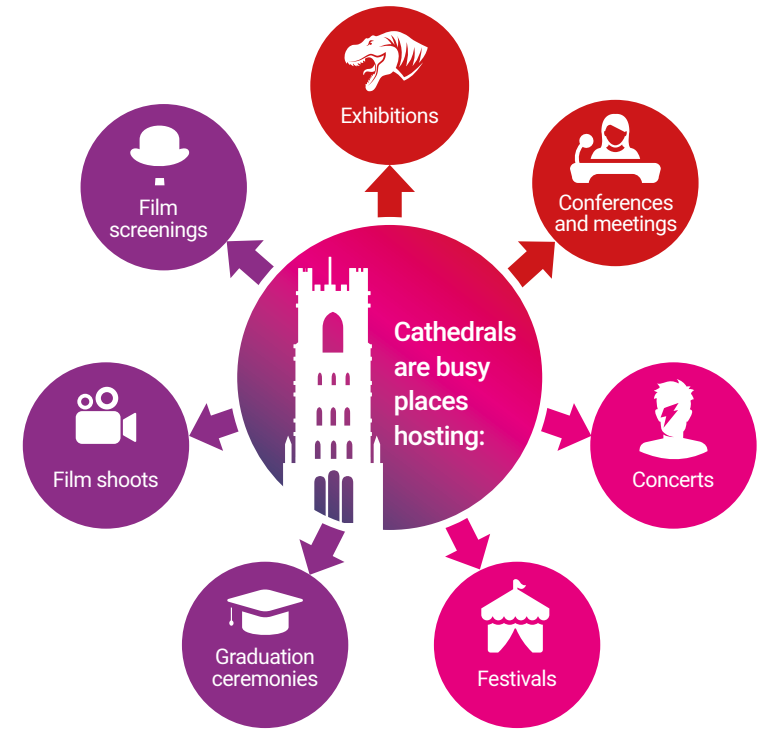 Cathedrals
are busy
places
hosting:
Exhibitions
Conferences
and meetings
Concerts
Festivals
Graduation
ceremonies
Film shoots
Film
screenings